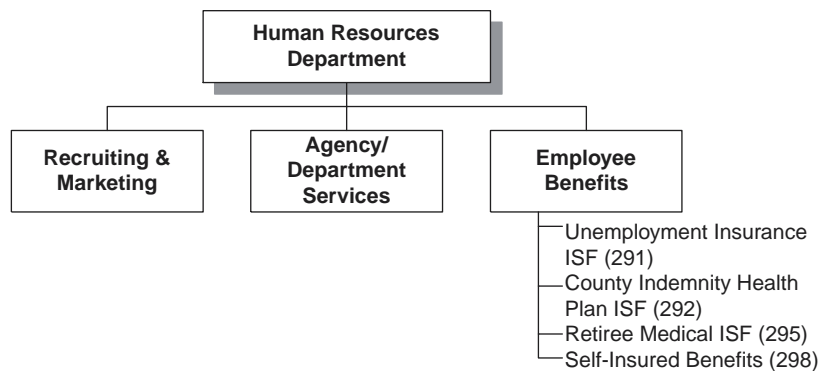 Human Resources
Department
Recruiting &
Marketing
Agency/
Department
Services
Employee
Benefits
Unemployment Insurance
ISF (291)
County Indemnity Health
Plan ISF (292)
Retiree Medical ISF (295)
Self-Insured Benefits (298)